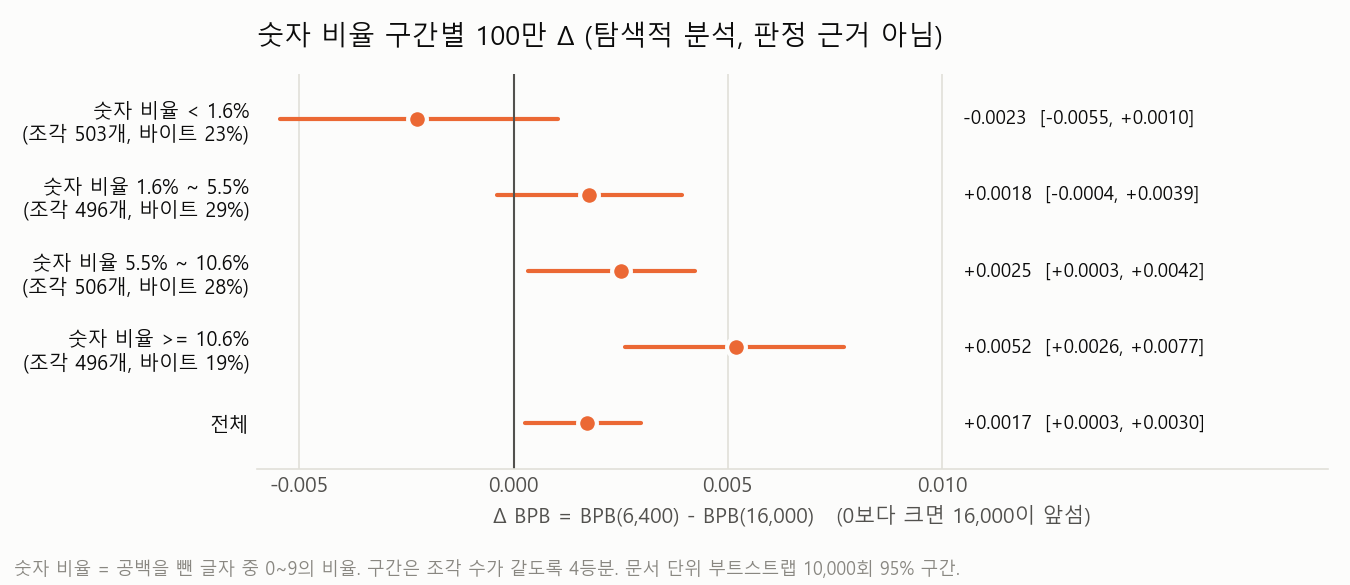 숫자 비율 구간별 100만 Δ (탐색적 분석, 판정 근거 아님)
숫자 비율 < 1.6%
(조각 503개, 바이트 23%)
-0.0023 [-0.0055, +0.0010]
숫자 비율 1.6% ~ 5.5%
(조각 496개, 바이트 29%)
+0.0018 [-0.0004, +0.0039]
숫자 비율 5.5% ~ 10.6%
(조각 506개, 바이트 28%)
+0.0025 [+0.0003, +0.0042]
숫자 비율 >= 10.6%
(조각 496개, 바이트 19%)
+0.0052 [+0.0026, +0.0077]
전체
+0.0017 [+0.0003, +0.0030]
-0.005 0.000 0.005 0.010
Δ BPB = BPB(6,400) - BPB(16,000) (0보다 크면 16,000이 앞섬)
숫자 비율 = 공백을 뺀 글자 중 0~9의 비율. 구간은 조각 수가 같도록 4등분. 문서 단위 부트스트랩 10,000회 95% 구간.